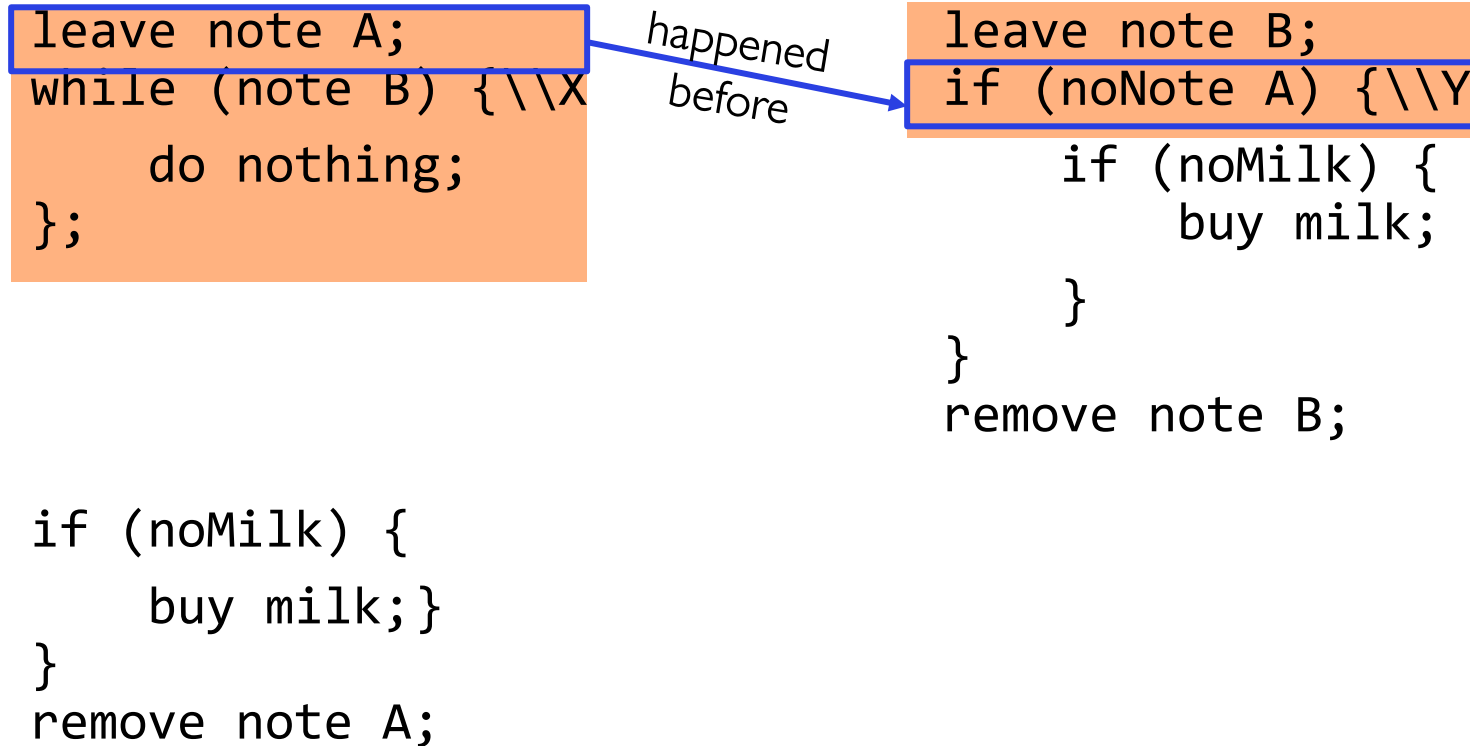 leave note A;
while (note B) {\\X
    do nothing;
};
happened
before
leave note B;
if (noNote A) {\\Y
    if (noMilk) {
        buy milk;
    }
}
remove note B;
if (noMilk) {
    buy milk;}
}
remove note A;